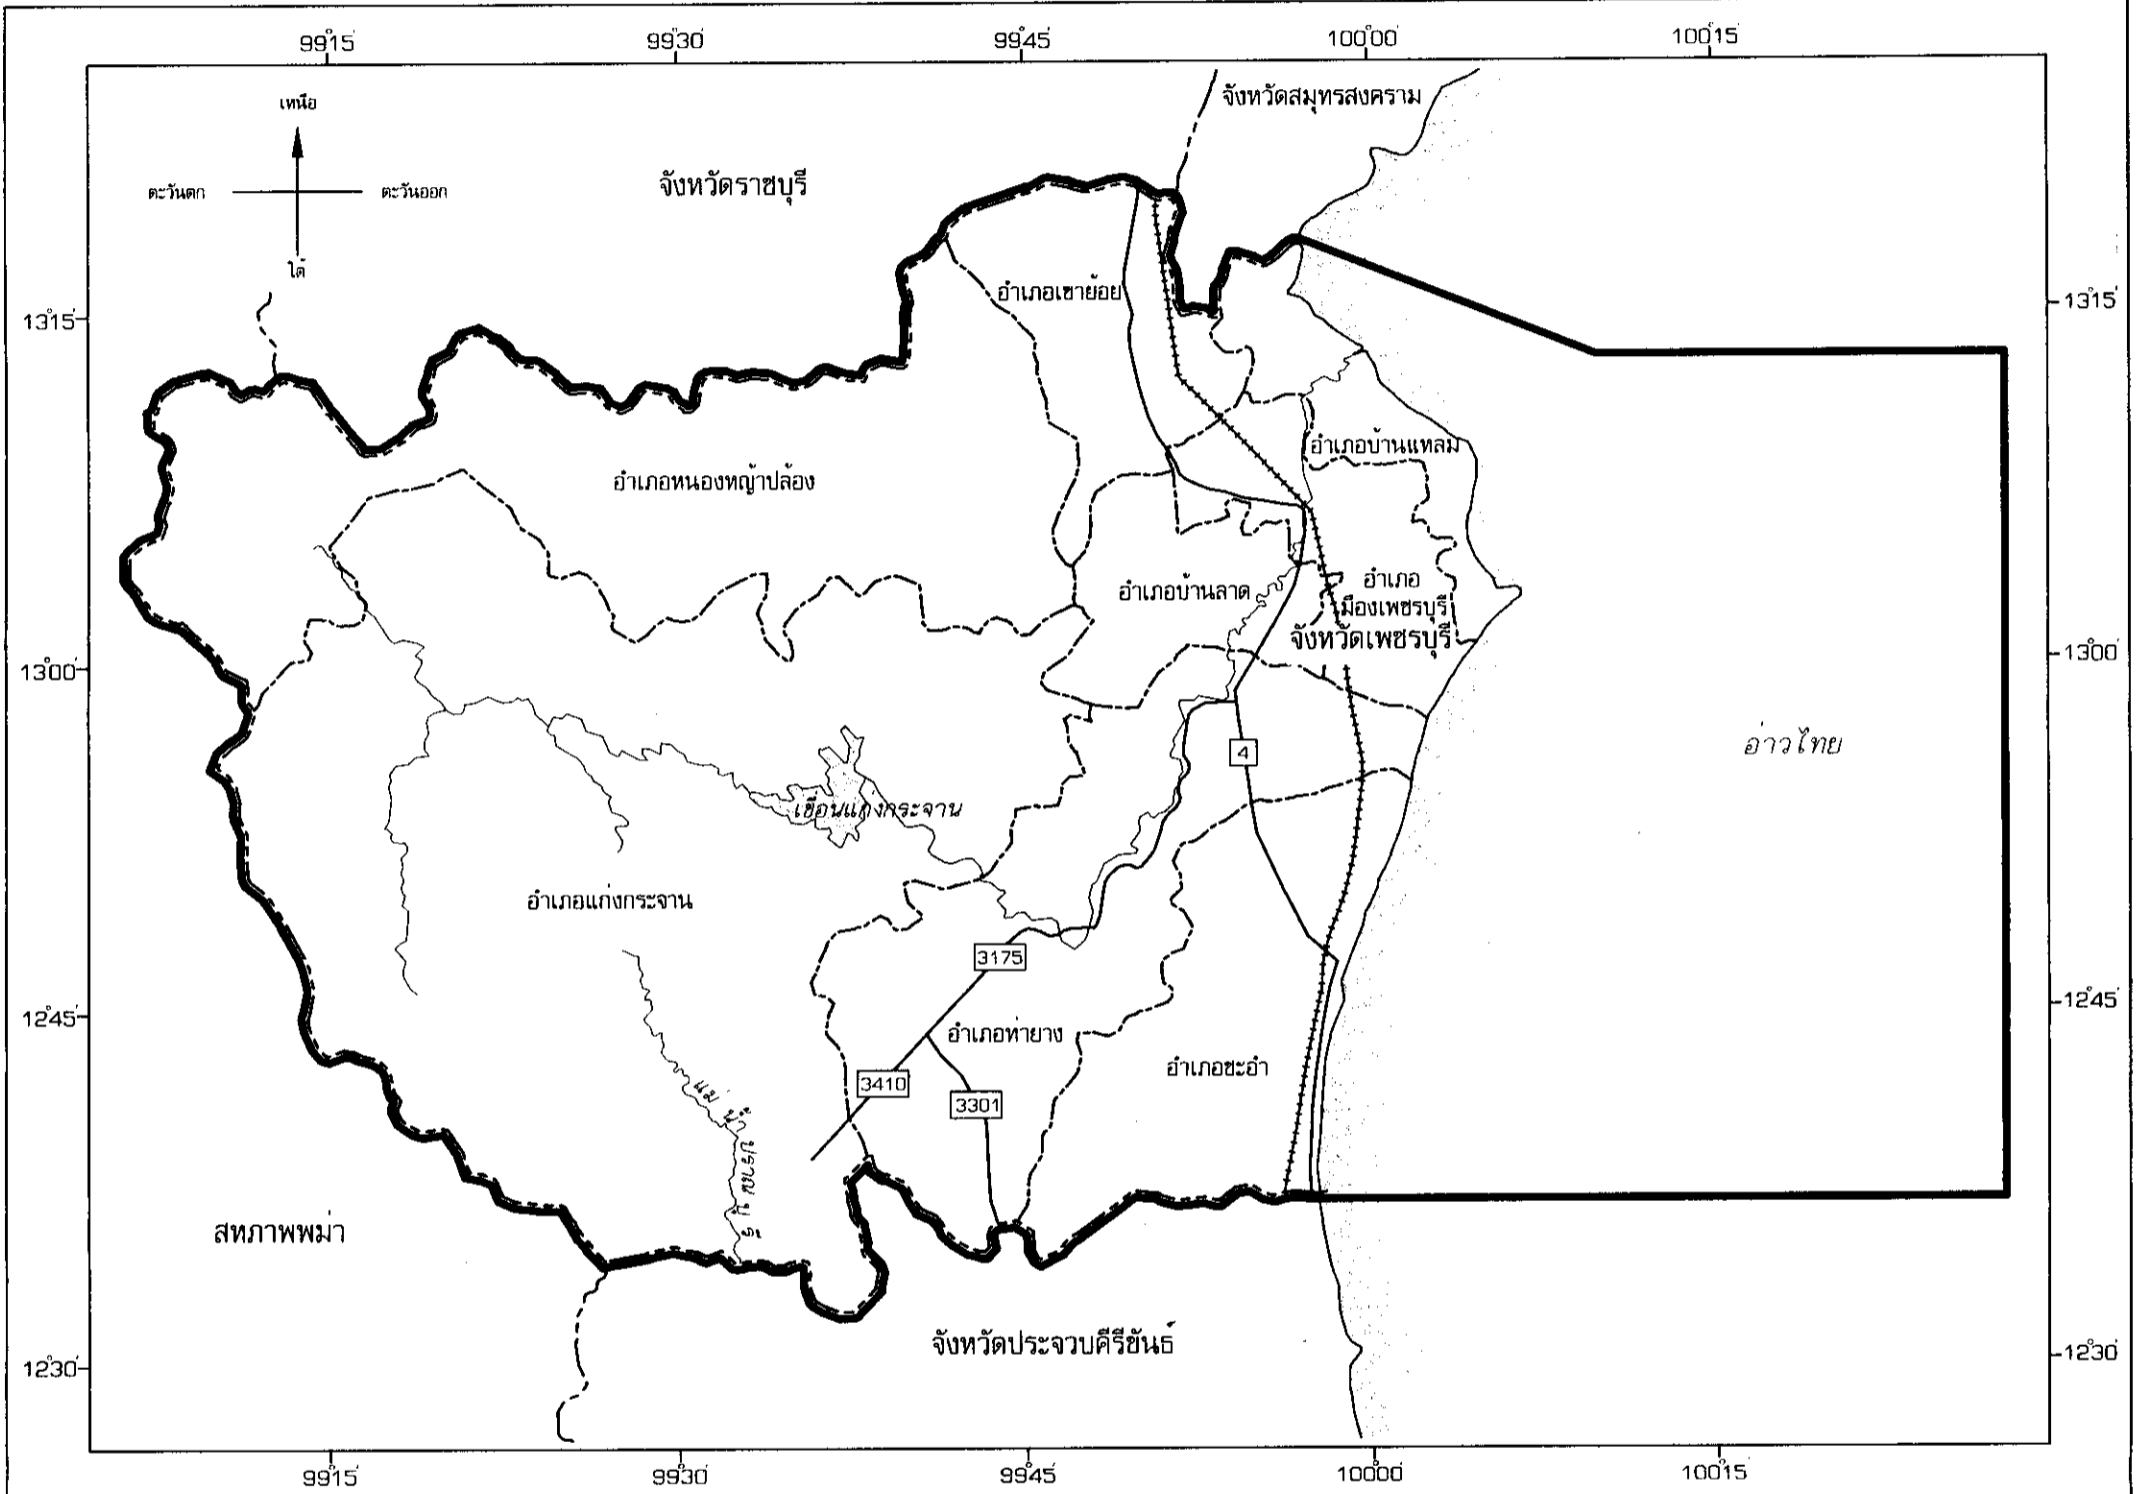 99°15′ 99°30′ 99°45′ 100°00′ 100°15′
จังหวัดสมุทรสงคราม
เหนือ
จังหวัดราชบุรี
ตะวันตก ตะวันออก
ใต้
อำเภอเขาย้อย
13°15′ 13°15′
อำเภอบ้านแหลม
อำเภอหนองหญ้าปล้อง
อำเภอ
อำเภอบ้านลาด
เมืองเพชรบุรี
จังหวัดเพชรบุรี
13°00′ 13°00′
อ่าวไทย
4
เขื่อนแก่งกระจาน
อำเภอแก่งกระจาน
3175
12°45′ 12°45′
อำเภอท่ายาง
อำเภอชะอำ
3410
3301
แม่น้ำปราณบุรี
สหภาพพม่า
จังหวัดประจวบคีรีขันธ์
12°30′ 12°30′
99°15′ 99°30′ 99°45′ 100°00′ 100°15′